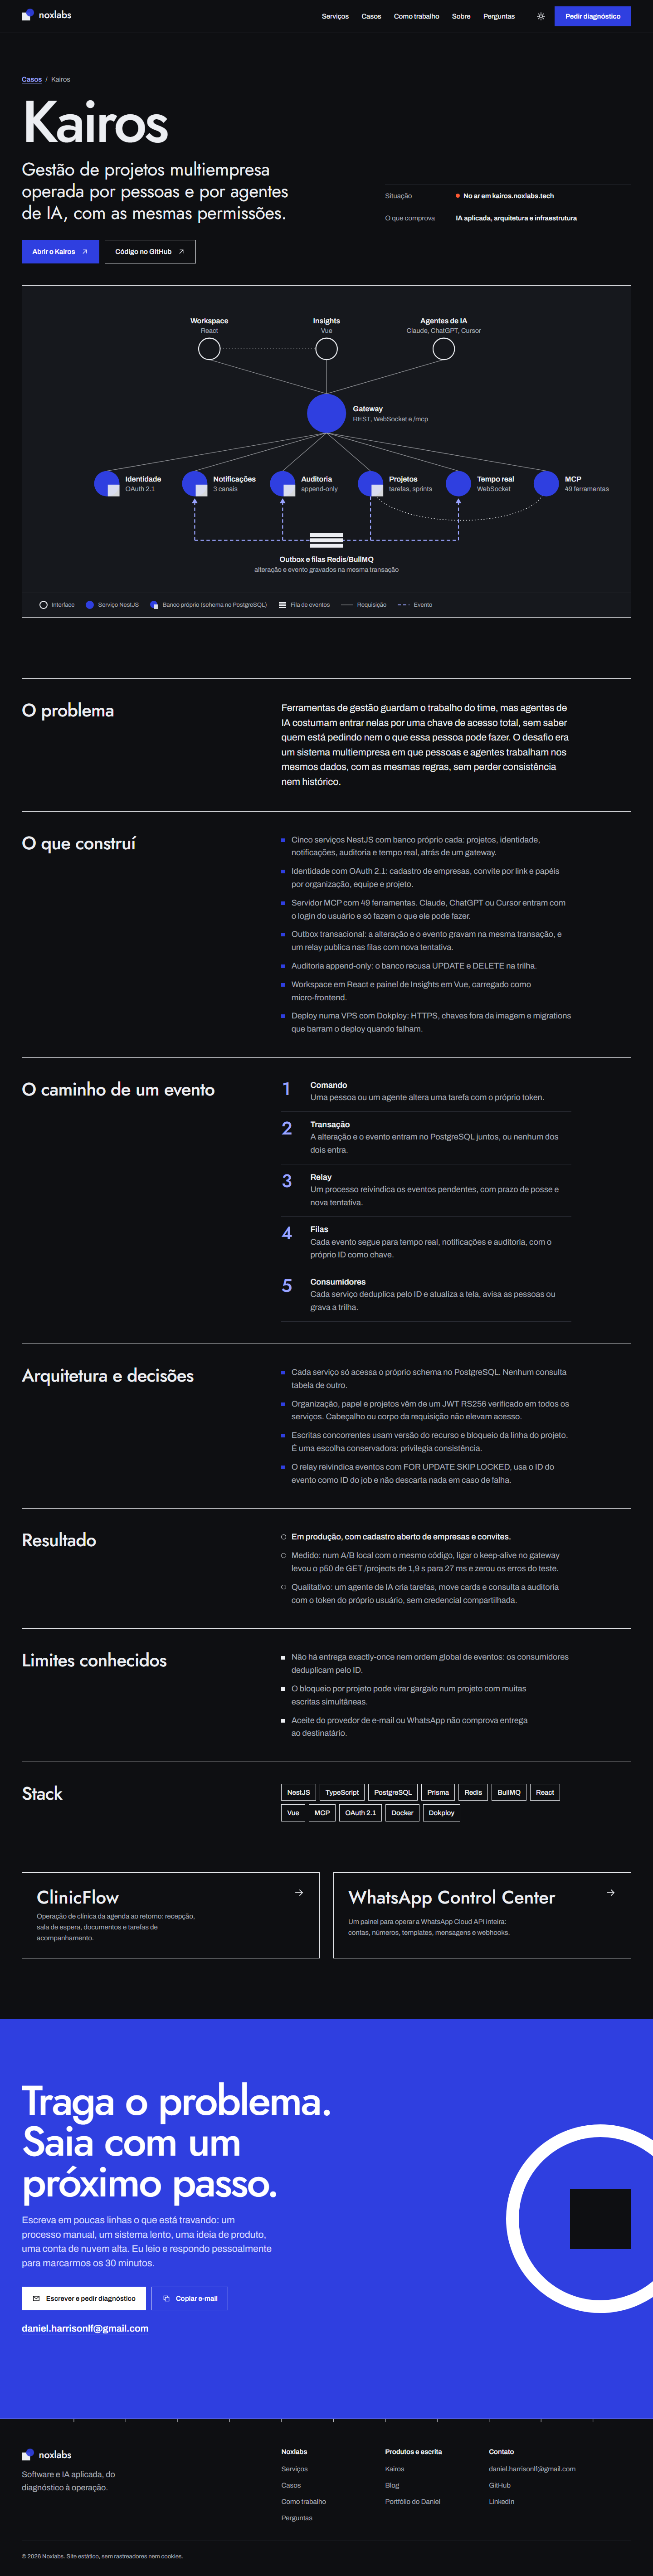 noxlabs
Serviços
Casos
Como trabalho
Sobre
Perguntas
Pedir diagnóstico
Casos / Kairos
Kairos
Gestão de projetos multiempresa
operada por pessoas e por agentes
de IA, com as mesmas permissões.
Situação
No ar em kairos.noxlabs.tech
O que comprova
IA aplicada, arquitetura e infraestrutura
Abrir o Kairos
Código no GitHub
Workspace
React
Insights
Vue
Agentes de IA
Claude, ChatGPT, Cursor
Gateway
REST, WebSocket e /mcp
Identidade
OAuth 2.1
Notificações
3 canais
Auditoria
append-only
Projetos
tarefas, sprints
Tempo real
WebSocket
MCP
49 ferramentas
Outbox e filas Redis/BullMQ
alteração e evento gravados na mesma transação
Interface
Serviço NestJS
Banco próprio (schema no PostgreSQL)
Fila de eventos
Requisição
Evento
O problema
Ferramentas de gestão guardam o trabalho do time, mas agentes de
IA costumam entrar nelas por uma chave de acesso total, sem saber
quem está pedindo nem o que essa pessoa pode fazer. O desafio era
um sistema multiempresa em que pessoas e agentes trabalham nos
mesmos dados, com as mesmas regras, sem perder consistência
nem histórico.
O que construí
Cinco serviços NestJS com banco próprio cada: projetos, identidade,
notificações, auditoria e tempo real, atrás de um gateway.
Identidade com OAuth 2.1: cadastro de empresas, convite por link e papéis
por organização, equipe e projeto.
Servidor MCP com 49 ferramentas. Claude, ChatGPT ou Cursor entram com
o login do usuário e só fazem o que ele pode fazer.
Outbox transacional: a alteração e o evento gravam na mesma transação, e
um relay publica nas filas com nova tentativa.
Auditoria append-only: o banco recusa UPDATE e DELETE na trilha.
Workspace em React e painel de Insights em Vue, carregado como
micro-frontend.
Deploy numa VPS com Dokploy: HTTPS, chaves fora da imagem e migrations
que barram o deploy quando falham.
O caminho de um evento
1
Comando
Uma pessoa ou um agente altera uma tarefa com o próprio token.
2
Transação
A alteração e o evento entram no PostgreSQL juntos, ou nenhum dos
dois entra.
3
Relay
Um processo reivindica os eventos pendentes, com prazo de posse e
nova tentativa.
4
Filas
Cada evento segue para tempo real, notificações e auditoria, com o
próprio ID como chave.
5
Consumidores
Cada serviço deduplica pelo ID e atualiza a tela, avisa as pessoas ou
grava a trilha.
Arquitetura e decisões
Cada serviço só acessa o próprio schema no PostgreSQL. Nenhum consulta
tabela de outro.
Organização, papel e projetos vêm de um JWT RS256 verificado em todos os
serviços. Cabeçalho ou corpo da requisição não elevam acesso.
Escritas concorrentes usam versão do recurso e bloqueio da linha do projeto.
É uma escolha conservadora: privilegia consistência.
O relay reivindica eventos com FOR UPDATE SKIP LOCKED, usa o ID do
evento como ID do job e não descarta nada em caso de falha.
Resultado
Em produção, com cadastro aberto de empresas e convites.
Medido: num A/B local com o mesmo código, ligar o keep-alive no gateway
levou o p50 de GET /projects de 1,9 s para 27 ms e zerou os erros do teste.
Qualitativo: um agente de IA cria tarefas, move cards e consulta a auditoria
com o token do próprio usuário, sem credencial compartilhada.
Limites conhecidos
Não há entrega exactly-once nem ordem global de eventos: os consumidores
deduplicam pelo ID.
O bloqueio por projeto pode virar gargalo num projeto com muitas
escritas simultâneas.
Aceite do provedor de e-mail ou WhatsApp não comprova entrega
ao destinatário.
Stack
NestJS
TypeScript
PostgreSQL
Prisma
Redis
BullMQ
React
Vue
MCP
OAuth 2.1
Docker
Dokploy
ClinicFlow
Operação de clínica da agenda ao retorno: recepção,
sala de espera, documentos e tarefas de
acompanhamento.
WhatsApp Control Center
Um painel para operar a WhatsApp Cloud API inteira:
contas, números, templates, mensagens e webhooks.
Traga o problema.
Saia com um
próximo passo.
Escreva em poucas linhas o que está travando: um
processo manual, um sistema lento, uma ideia de produto,
uma conta de nuvem alta. Eu leio e respondo pessoalmente
para marcarmos os 30 minutos.
Escrever e pedir diagnóstico
Copiar e-mail
daniel.harrisonlf@gmail.com
noxlabs
Software e IA aplicada, do
diagnóstico à operação.
Noxlabs
Serviços
Casos
Como trabalho
Perguntas
Produtos e escrita
Kairos
Blog
Portfólio do Daniel
Contato
daniel.harrisonlf@gmail.com
GitHub
LinkedIn
© 2026 Noxlabs. Site estático, sem rastreadores nem cookies.